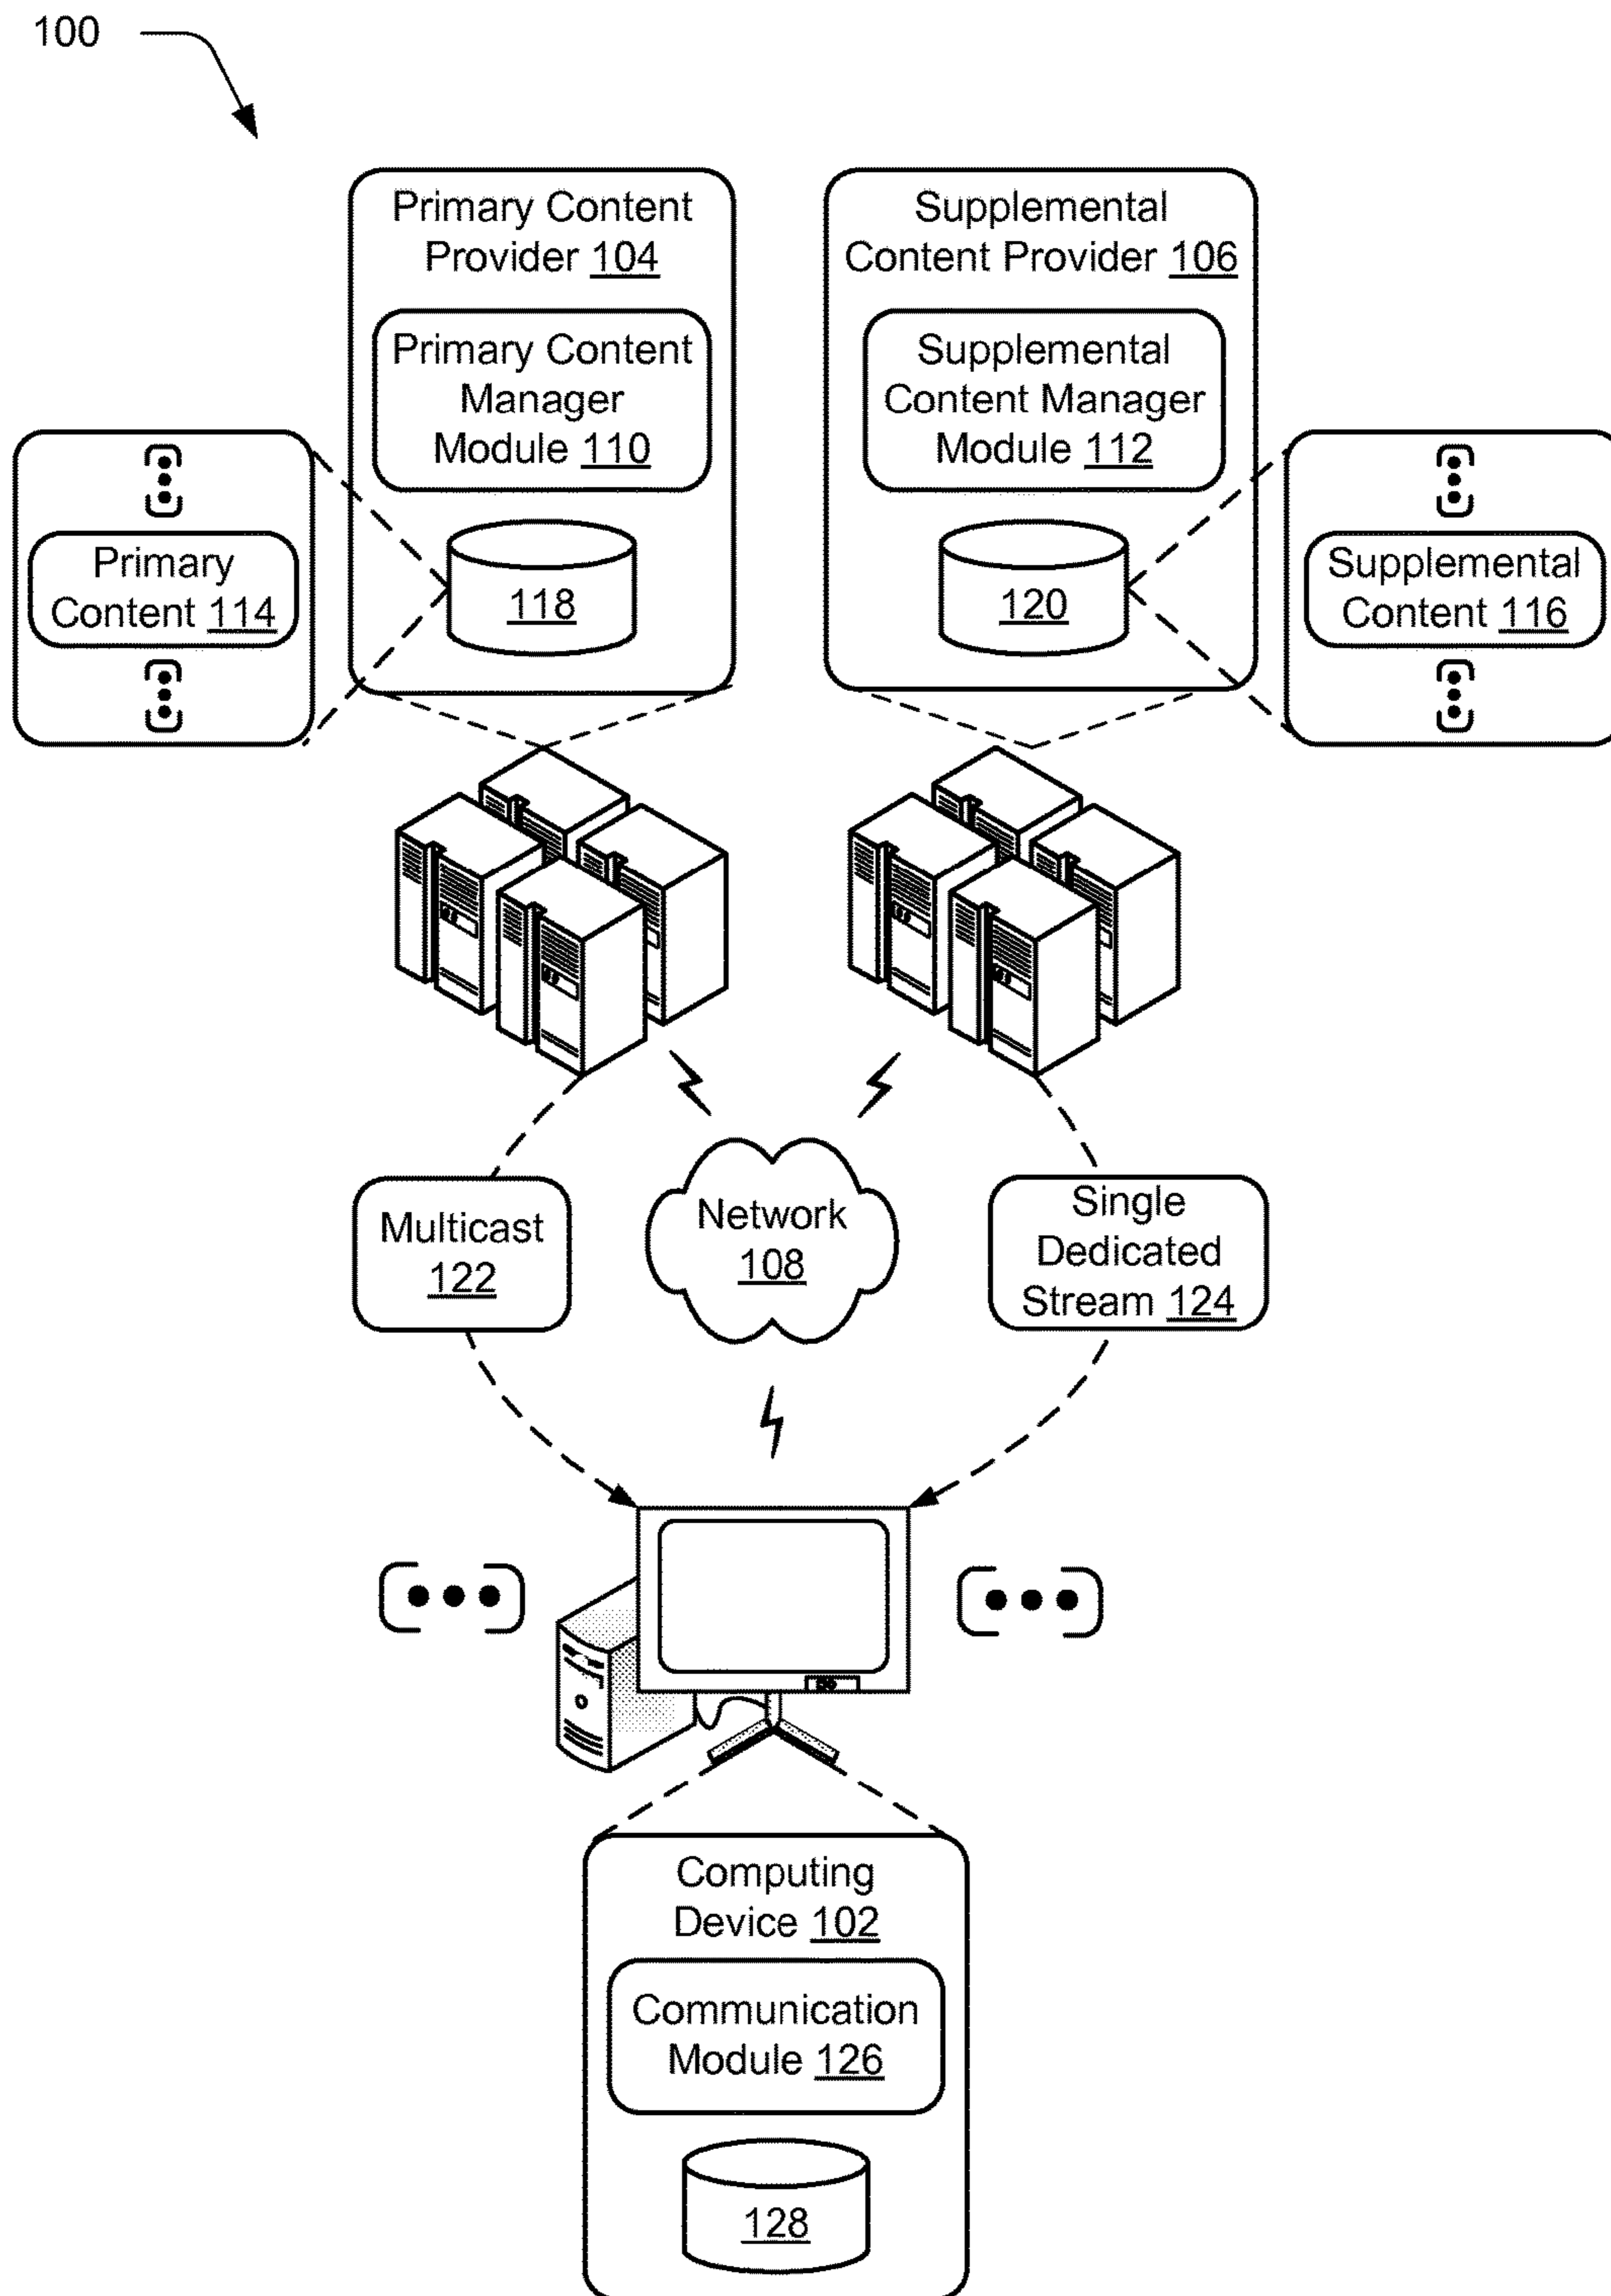 100
Primary Content
Provider 104
Primary Content
Manager
Module 110
118
Supplemental
Content Provider 106
Supplemental
Content Manager
Module 112
120
Primary
Content 114
Supplemental
Content 116
Multicast
122
Network
108
Single
Dedicated
Stream 124
Computing
Device 102
Communication
Module 126
128